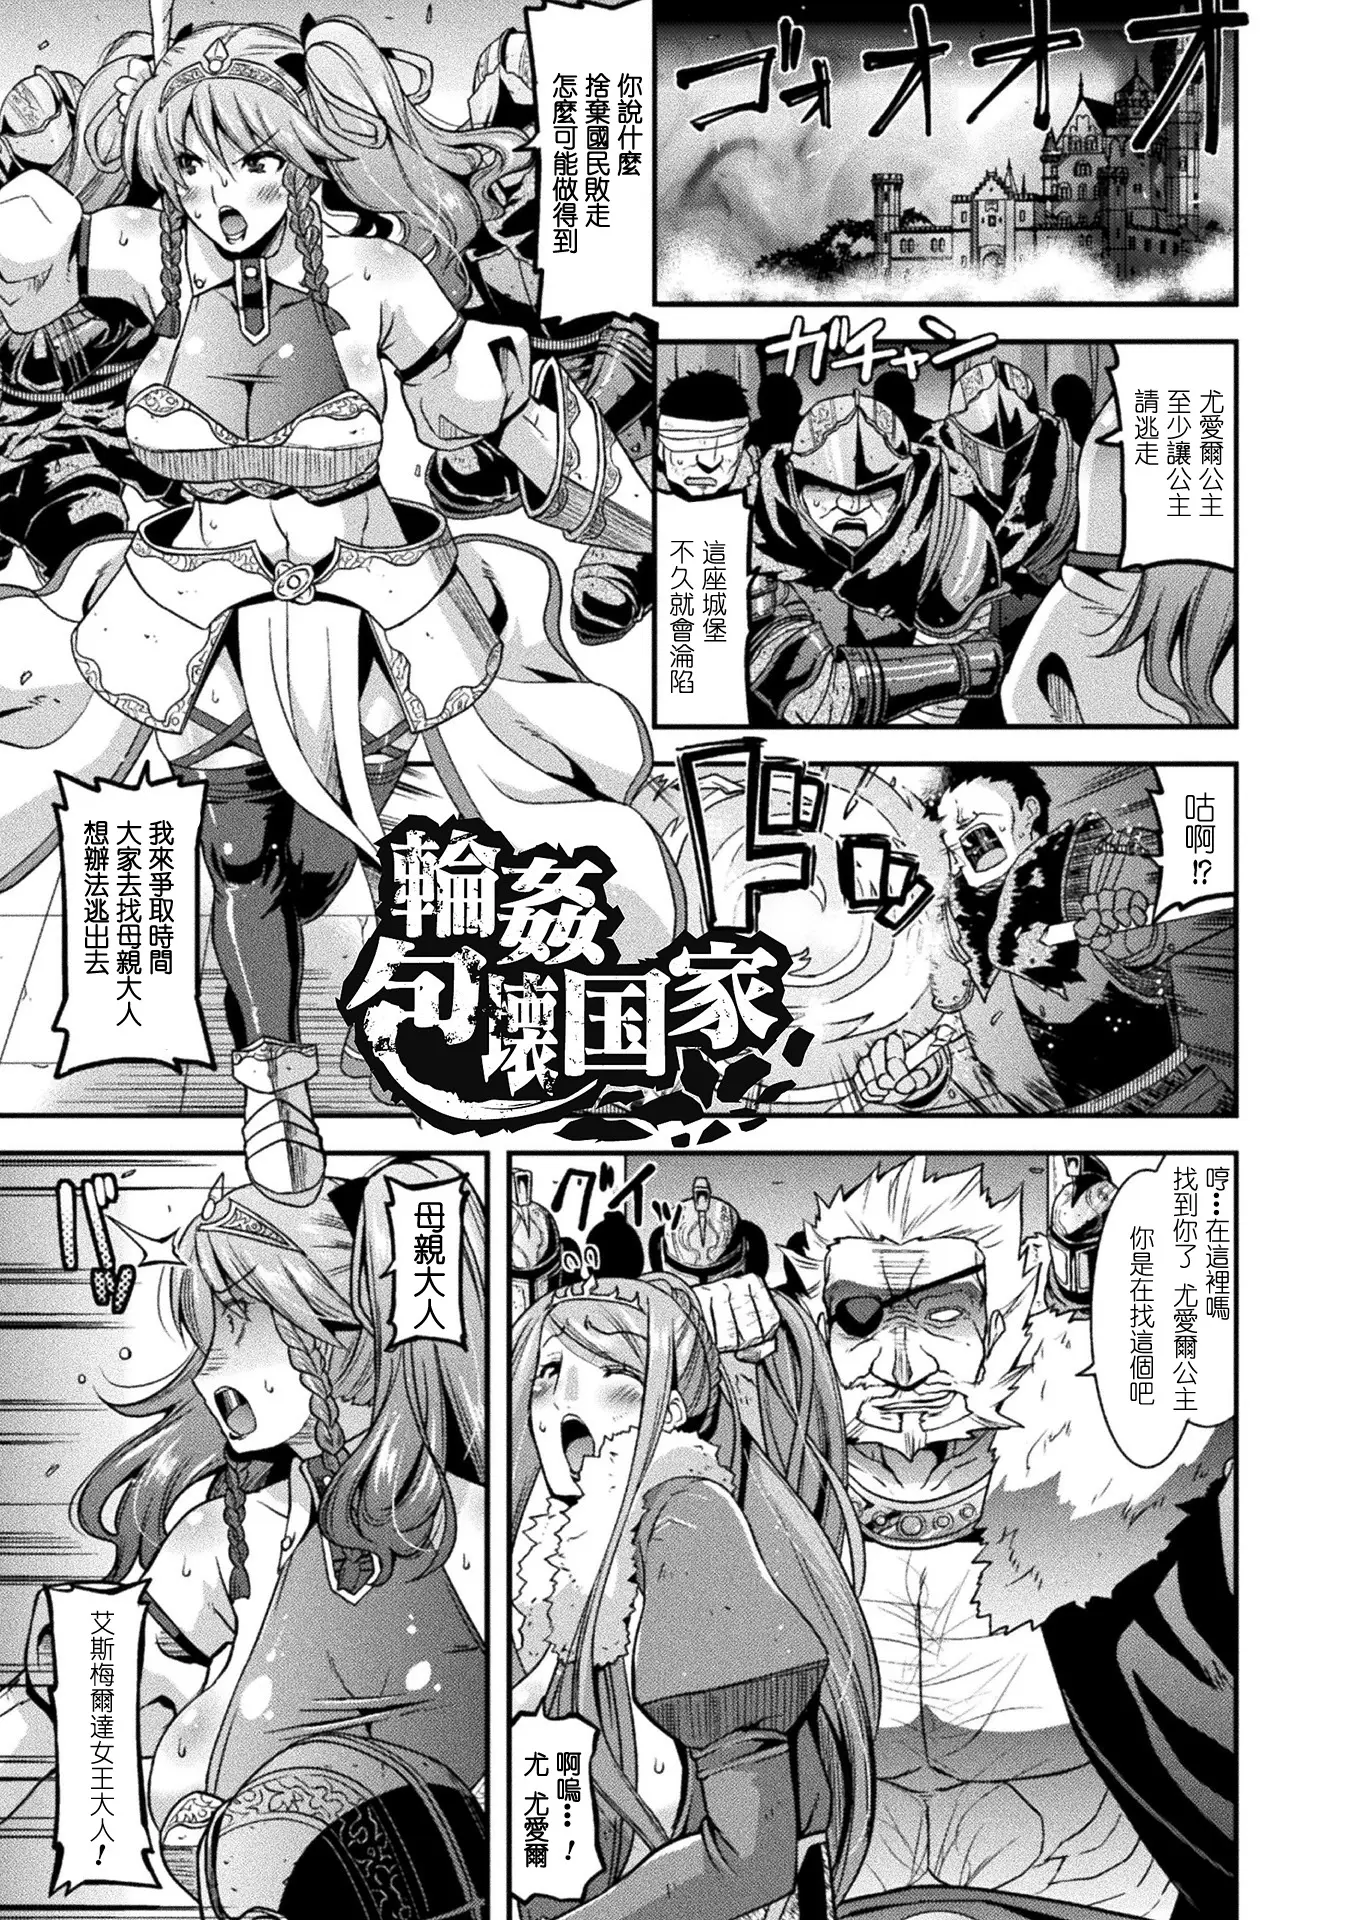 ゴォオオオ
ガチャン
尤愛爾公主
至少讓公主
請逃走
這座城堡
不久就會淪陷
你說什麼
捨棄國民敗走
怎麼可能做得到
咕啊!?
ドドド
我來爭取時間
大家去找母親大人
想辦法逃出去
輪姦
句壊国家
哼…在這裡嗎
找到你了 尤愛爾公主
你是在找這個吧
グイッ
啊嗚…!
尤 尤愛爾
母親大人
艾斯梅爾達女王大人!